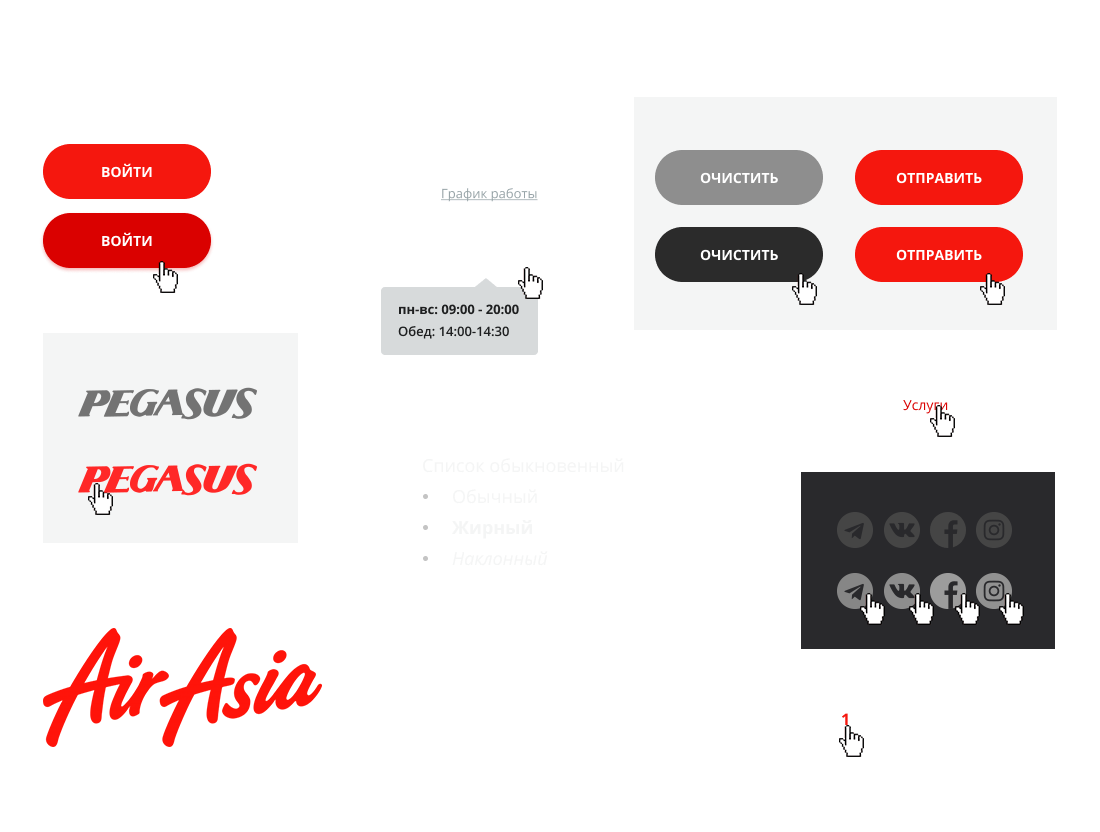 ВОЙТИ
ВОЙТИ
График работы
пн-вс: 09:00 - 20:00
Обед: 14:00-14:30
ОЧИСТИТЬ
ОТПРАВИТЬ
ОЧИСТИТЬ
ОТПРАВИТЬ
PEGASUS
PEGASUS
Услуги
Список обыкновенный
• Обычный
• Жирный
• Наклонный
AirAsia
1